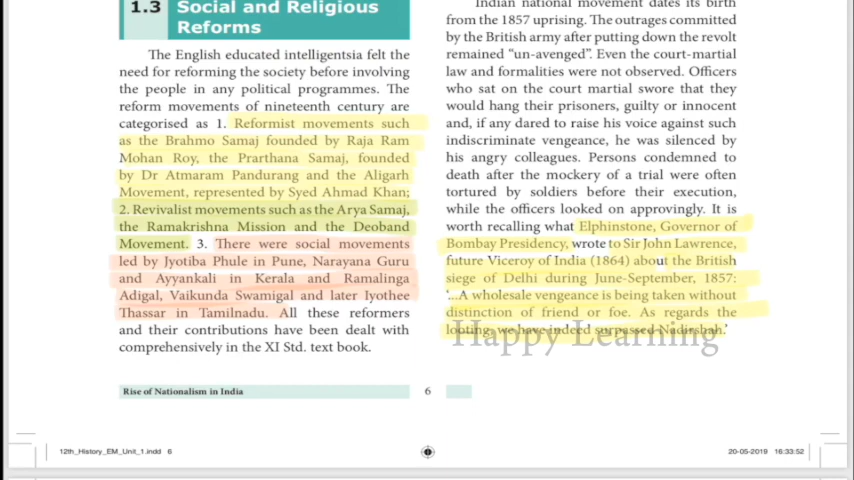 1.3 Social and Religious
Reforms
The English educated intelligentsia felt the
need for reforming the society before involving
the people in any political programmes. The
reform movements of nineteenth century are
categorised as 1. Reformist movements such
as the Brahmo Samaj founded by Raja Ram
Mohan Roy, the Prarthana Samaj, founded
by Dr Atmaram Pandurang and the Aligarh
Movement, represented by Syed Ahmad Khan;
2. Revivalist movements such as the Arya Samaj,
the Ramakrishna Mission and the Deoband
Movement. 3. There were social movements
led by Jyotiba Phule in Pune, Narayana Guru
and Ayyankali in Kerala and Ramalinga
Adigal, Vaikunda Swamigal and later Iyothee
Thassar in Tamilnadu. All these reformers
and their contributions have been dealt with
comprehensively in the XI Std. text book.
Indian national movement dates its birth
from the 1857 uprising. The outrages committed
by the British army after putting down the revolt
remained “un-avenged”. Even the court-martial
law and formalities were not observed. Officers
who sat on the court martial swore that they
would hang their prisoners, guilty or innocent
and, if any dared to raise his voice against such
indiscriminate vengeance, he was silenced by
his angry colleagues. Persons condemned to
death after the mockery of a trial were often
tortured by soldiers before their execution,
while the officers looked on approvingly. It is
worth recalling what Elphinstone, Governor of
Bombay Presidency, wrote to Sir John Lawrence,
future Viceroy of India (1864) about the British
siege of Delhi during June-September, 1857:
‘...A wholesale vengeance is being taken without
distinction of friend or foe. As regards the
looting, we have indeed surpassed Nadirshah.’
Happy Learning
Rise of Nationalism in India 6
12th_History_EM_Unit_1.indd 6 20-05-2019 16:33:52